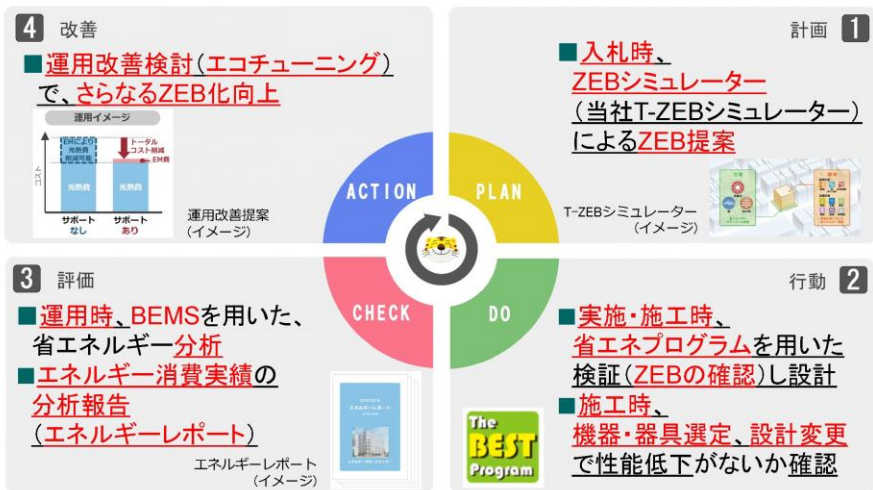 4 改善
■運用改善検討(エコチューニング)
で、さらなるZEB化向上
運用イメージ
EMにより
光熱費
削減可能
トータル
コスト削減
EM費
コスト
光熱費
光熱費
サポート
なし
サポート
あり
運用改善提案
(イメージ)
計画 1
■入札時、
ZEBシミュレーター
(当社T-ZEBシミュレーター)
によるZEB提案
T-ZEBシミュレーター
(イメージ)
ACTION
PLAN
CHECK
DO
3 評価
■運用時、BEMSを用いた、
省エネルギー分析
■エネルギー消費実績の
分析報告
(エネルギーレポート)
エネルギーレポート
エネルギーレポート
(イメージ)
行動 2
■実施・施工時、
省エネプログラムを用いた
検証(ZEBの確認)し設計
■施工時、
機器・器具選定、設計変更
で性能低下がないか確認
The
BEST
Program